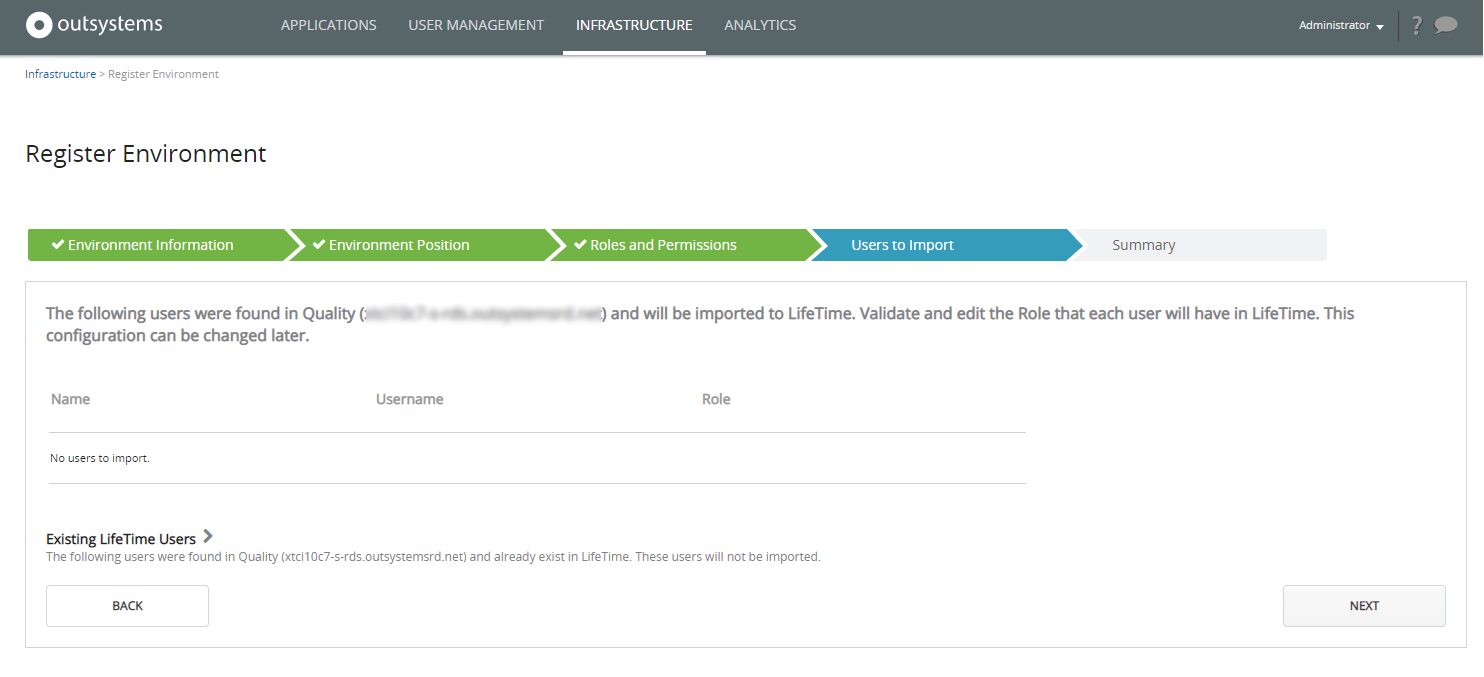 outsystems APPLICATIONS USER MANAGEMENT INFRASTRUCTURE ANALYTICS Administrator ?
Infrastructure > Register Environment
Register Environment
Environment Information Environment Position Roles and Permissions Users to Import Summary
The following users were found in Quality ( ) and will be imported to LifeTime. Validate and edit the Role that each user will have in LifeTime. This
configuration can be changed later.
Name Username Role
No users to import.
Existing LifeTime Users
The following users were found in Quality (xtci10c7-s-rds.outsystemsrd.net) and already exist in LifeTime. These users will not be imported.
BACK NEXT